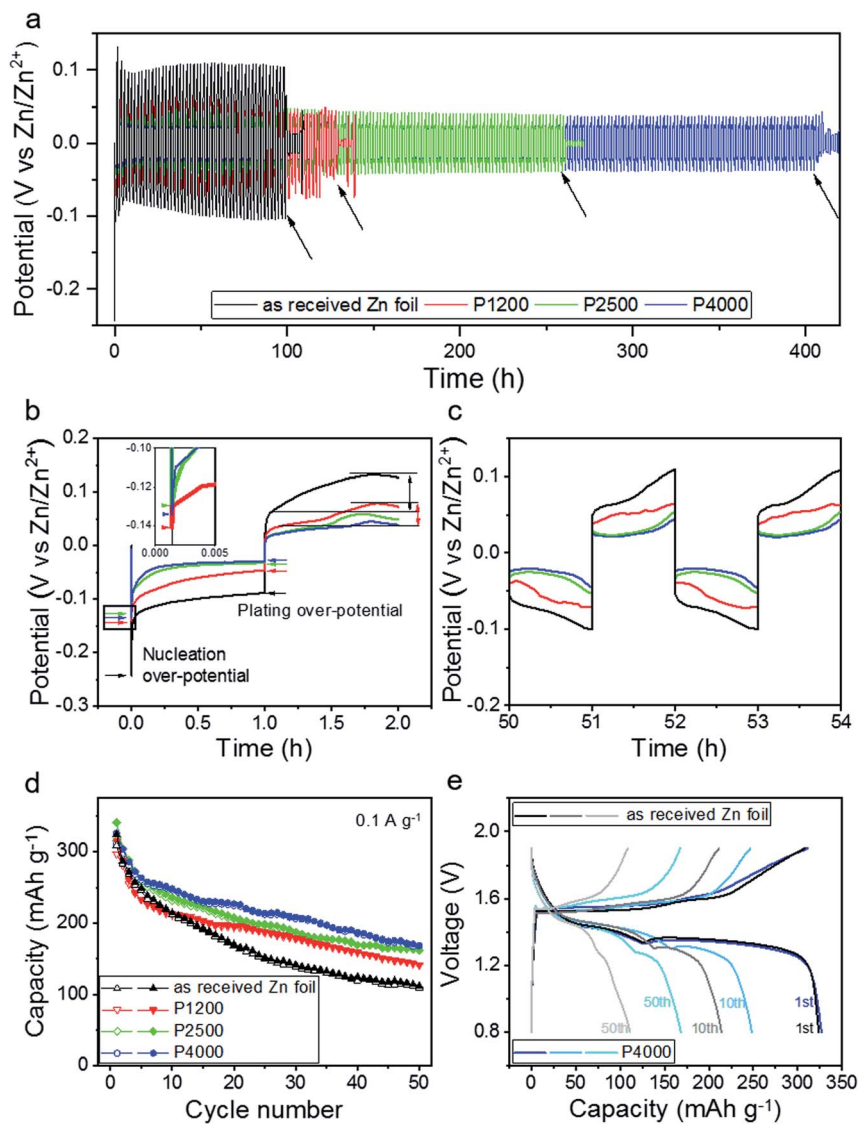 a
Potential (V vs Zn/Zn²⁺)
0.1
0.0
-0.1
-0.2
as received Zn foil P1200 P2500 P4000
0 100 200 300 400
Time (h)
b
Potential (V vs Zn/Zn²⁺)
0.2
0.1
0.0
-0.1
-0.2
-0.3
-0.10
-0.12
-0.14
0.000 0.005
Plating over-potential
Nucleation
over-potential
0.0 0.5 1.0 1.5 2.0
Time (h)
c
Potential (V vs Zn/Zn²⁺)
0.2
0.1
0.0
-0.1
-0.2
50 51 52 53 54
Time (h)
d
Capacity (mAh g⁻¹)
0.1 A g⁻¹
300
200
100
0
as received Zn foil
P1200
P2500
P4000
0 10 20 30 40 50
Cycle number
e
Voltage (V)
as received Zn foil
2.0
1.6
1.2
0.8
50th 10th 1st
50th 10th 1st
P4000
0 50 100 150 200 250 300 350
Capacity (mAh g⁻¹)